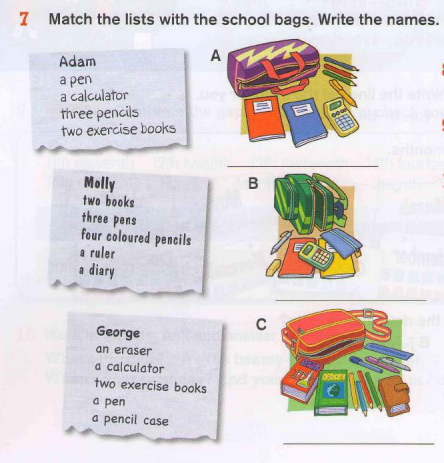 7 Match the lists with the school bags. Write the names.
Adam
a pen
a calculator
three pencils
two exercise books
A
Molly
two books
three pens
four coloured pencils
a ruler
a diary
B
George
an eraser
a calculator
two exercise books
a pen
a pencil case
C